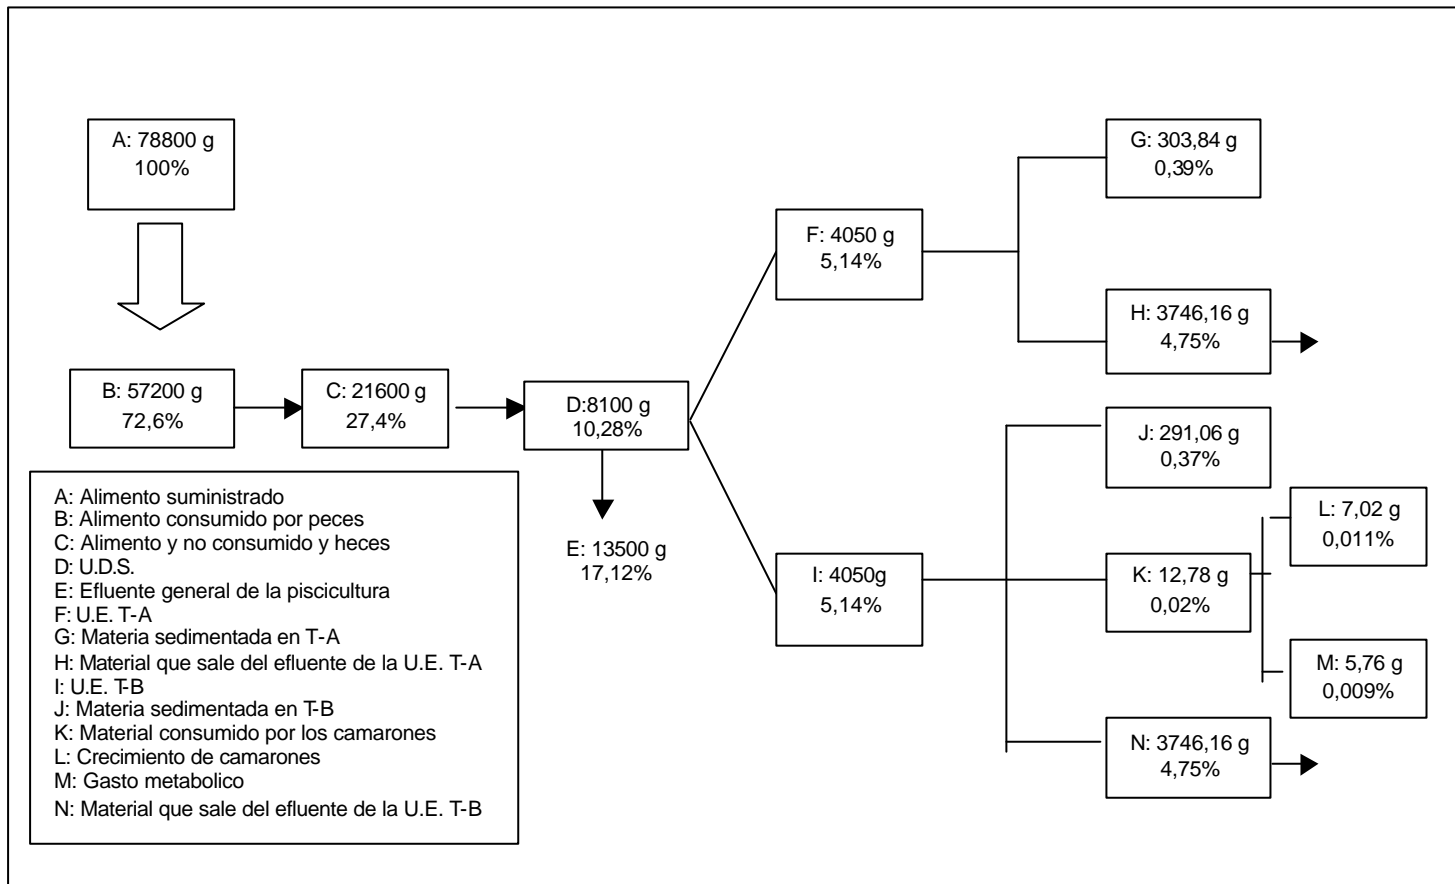 A: 78800 g
100%
B: 57200 g
72,6%
C: 21600 g
27,4%
D:8100 g
10,28%
E: 13500 g
17,12%
F: 4050 g
5,14%
G: 303,84 g
0,39%
H: 3746,16 g
4,75%
I: 4050g
5,14%
J: 291,06 g
0,37%
K: 12,78 g
0,02%
L: 7,02 g
0,011%
M: 5,76 g
0,009%
N: 3746,16 g
4,75%
A: Alimento suministrado
B: Alimento consumido por peces
C: Alimento y no consumido y heces
D: U.D.S.
E: Efluente general de la piscicultura
F: U.E. T-A
G: Materia sedimentada en T-A
H: Material que sale del efluente de la U.E. T-A
I: U.E. T-B
J: Materia sedimentada en T-B
K: Material consumido por los camarones
L: Crecimiento de camarones
M: Gasto metabolico
N: Material que sale del efluente de la U.E. T-B